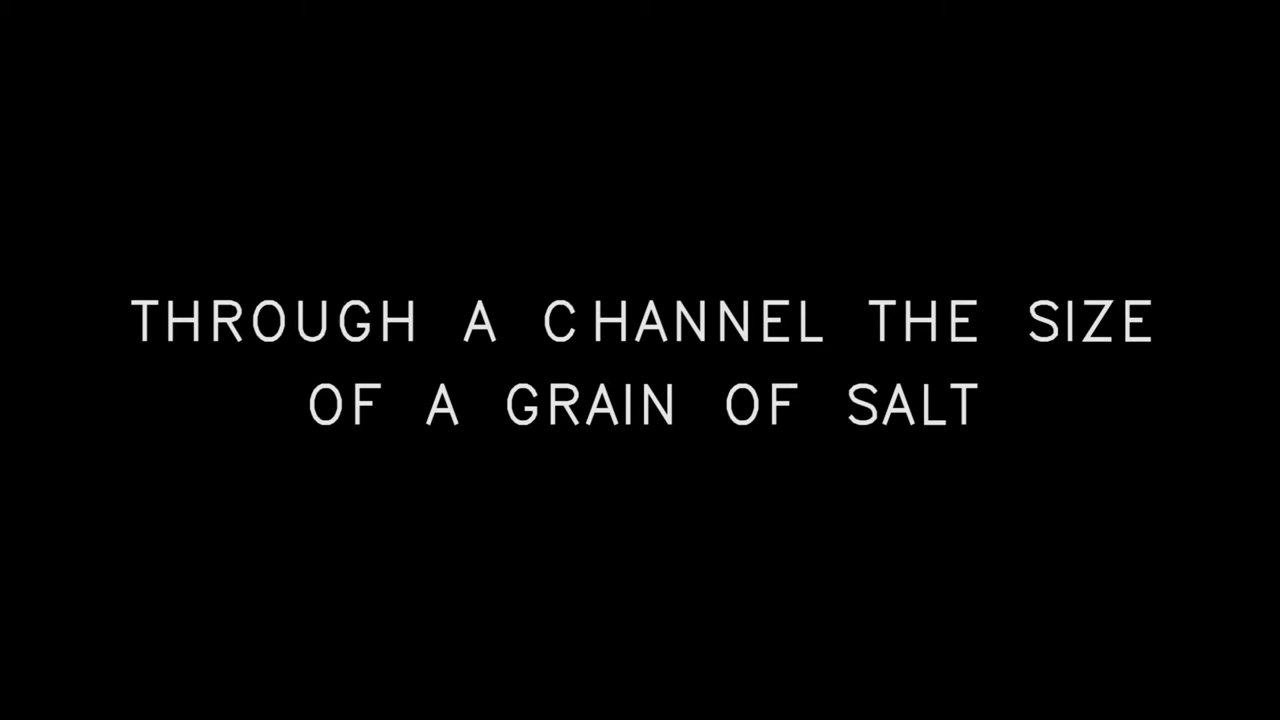 THROUGH A CHANNEL THE SIZE
OF A GRAIN OF SALT